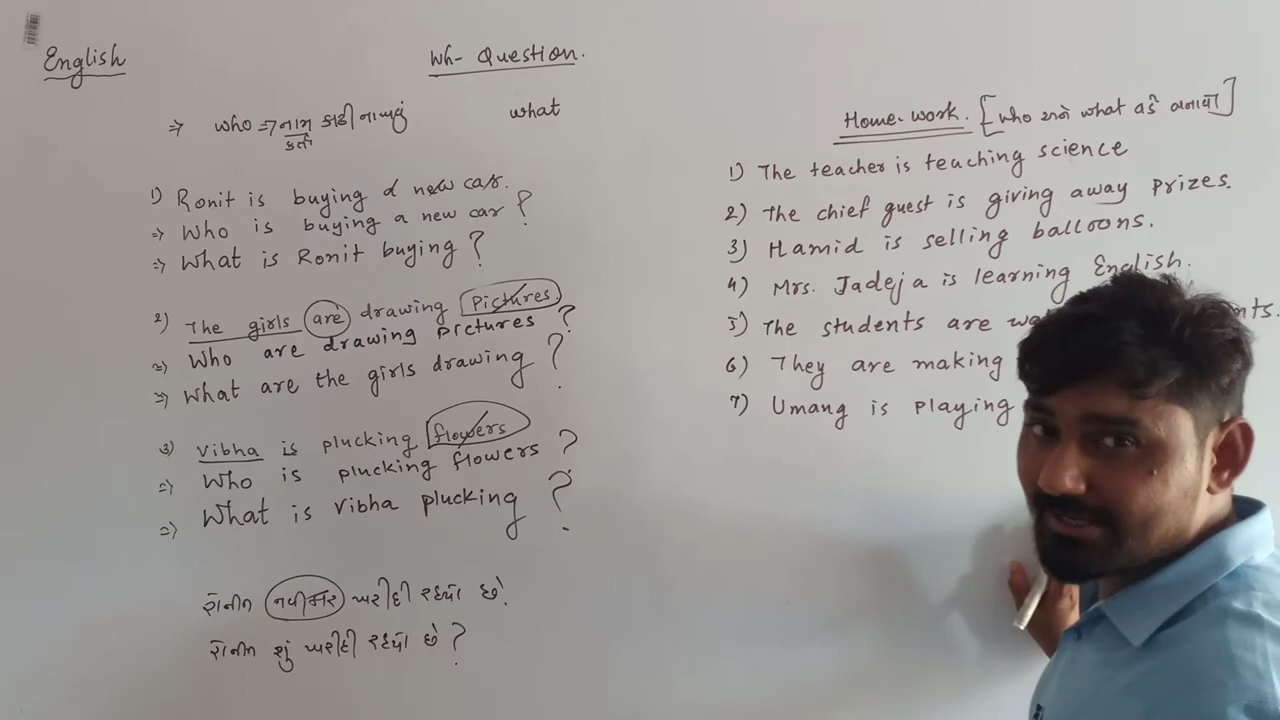 English
Wh- Question.
⇒ who ⇒ નામ કાઢી નાખવું what
કર્તા
1) Ronit is buying a new car.
⇒ Who is buying a new car?
⇒ What is Ronit buying?
2) The girls are drawing Pictures.
⇒ Who are drawing pictures?
⇒ What are the girls drawing?
3) Vibha is plucking flowers
⇒ Who is plucking flowers?
⇒ What is vibha plucking?
રોનીત નવીકાર ખરીદી રહ્યો છે.
રોનીત શું ખરીદી રહ્યો છે?
Home-work. [who અને what વડે બનાવો]
1) The teacher is teaching science
2) The chief guest is giving away prizes.
3) Hamid is selling balloons.
4) Mrs. Jadeja is learning English.
5) The students are
6) They are making
7) Umang is playing